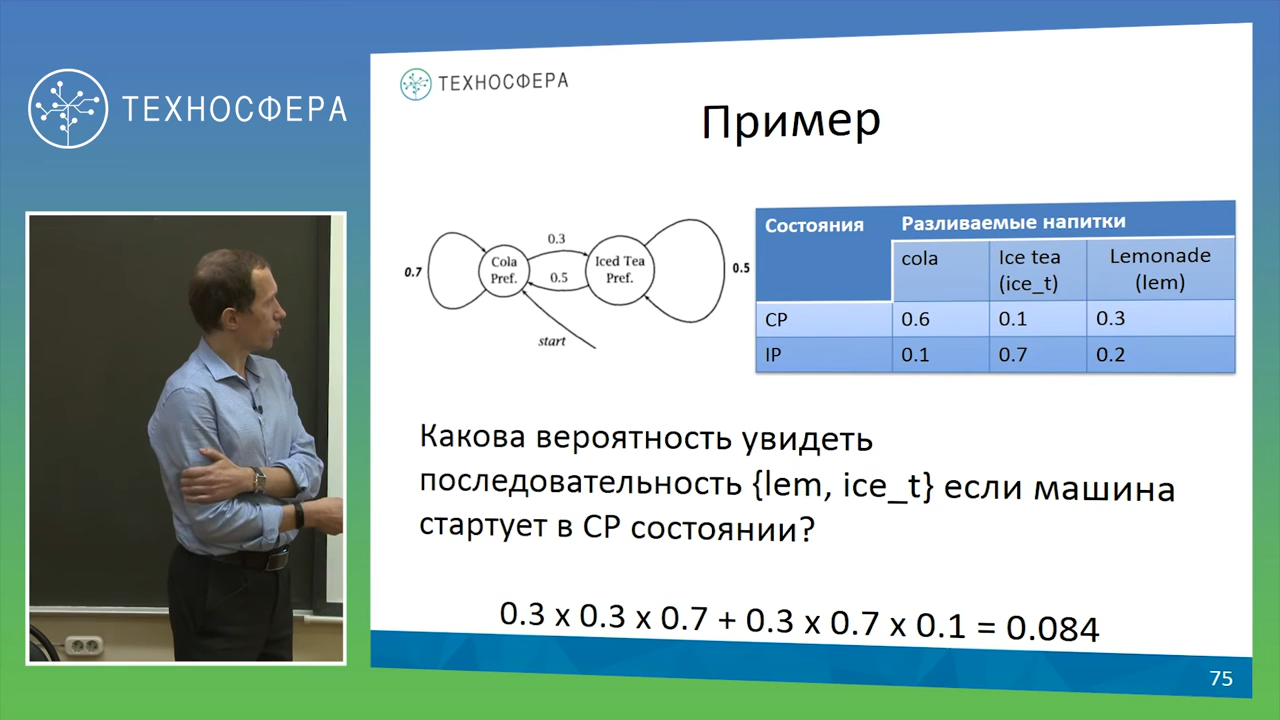 ТЕХНОСФЕРА
ТЕХНОСФЕРА
Пример
0.7
Cola
Pref.
0.3
0.5
Iced Tea
Pref.
0.5
start
Состояния
Разливаемые напитки
cola
Ice tea
(ice_t)
Lemonade
(lem)
CP
0.6
0.1
0.3
IP
0.1
0.7
0.2
Какова вероятность увидеть
последовательность {lem, ice_t} если машина
стартует в CP состоянии?
0.3 x 0.3 x 0.7 + 0.3 x 0.7 x 0.1 = 0.084
75